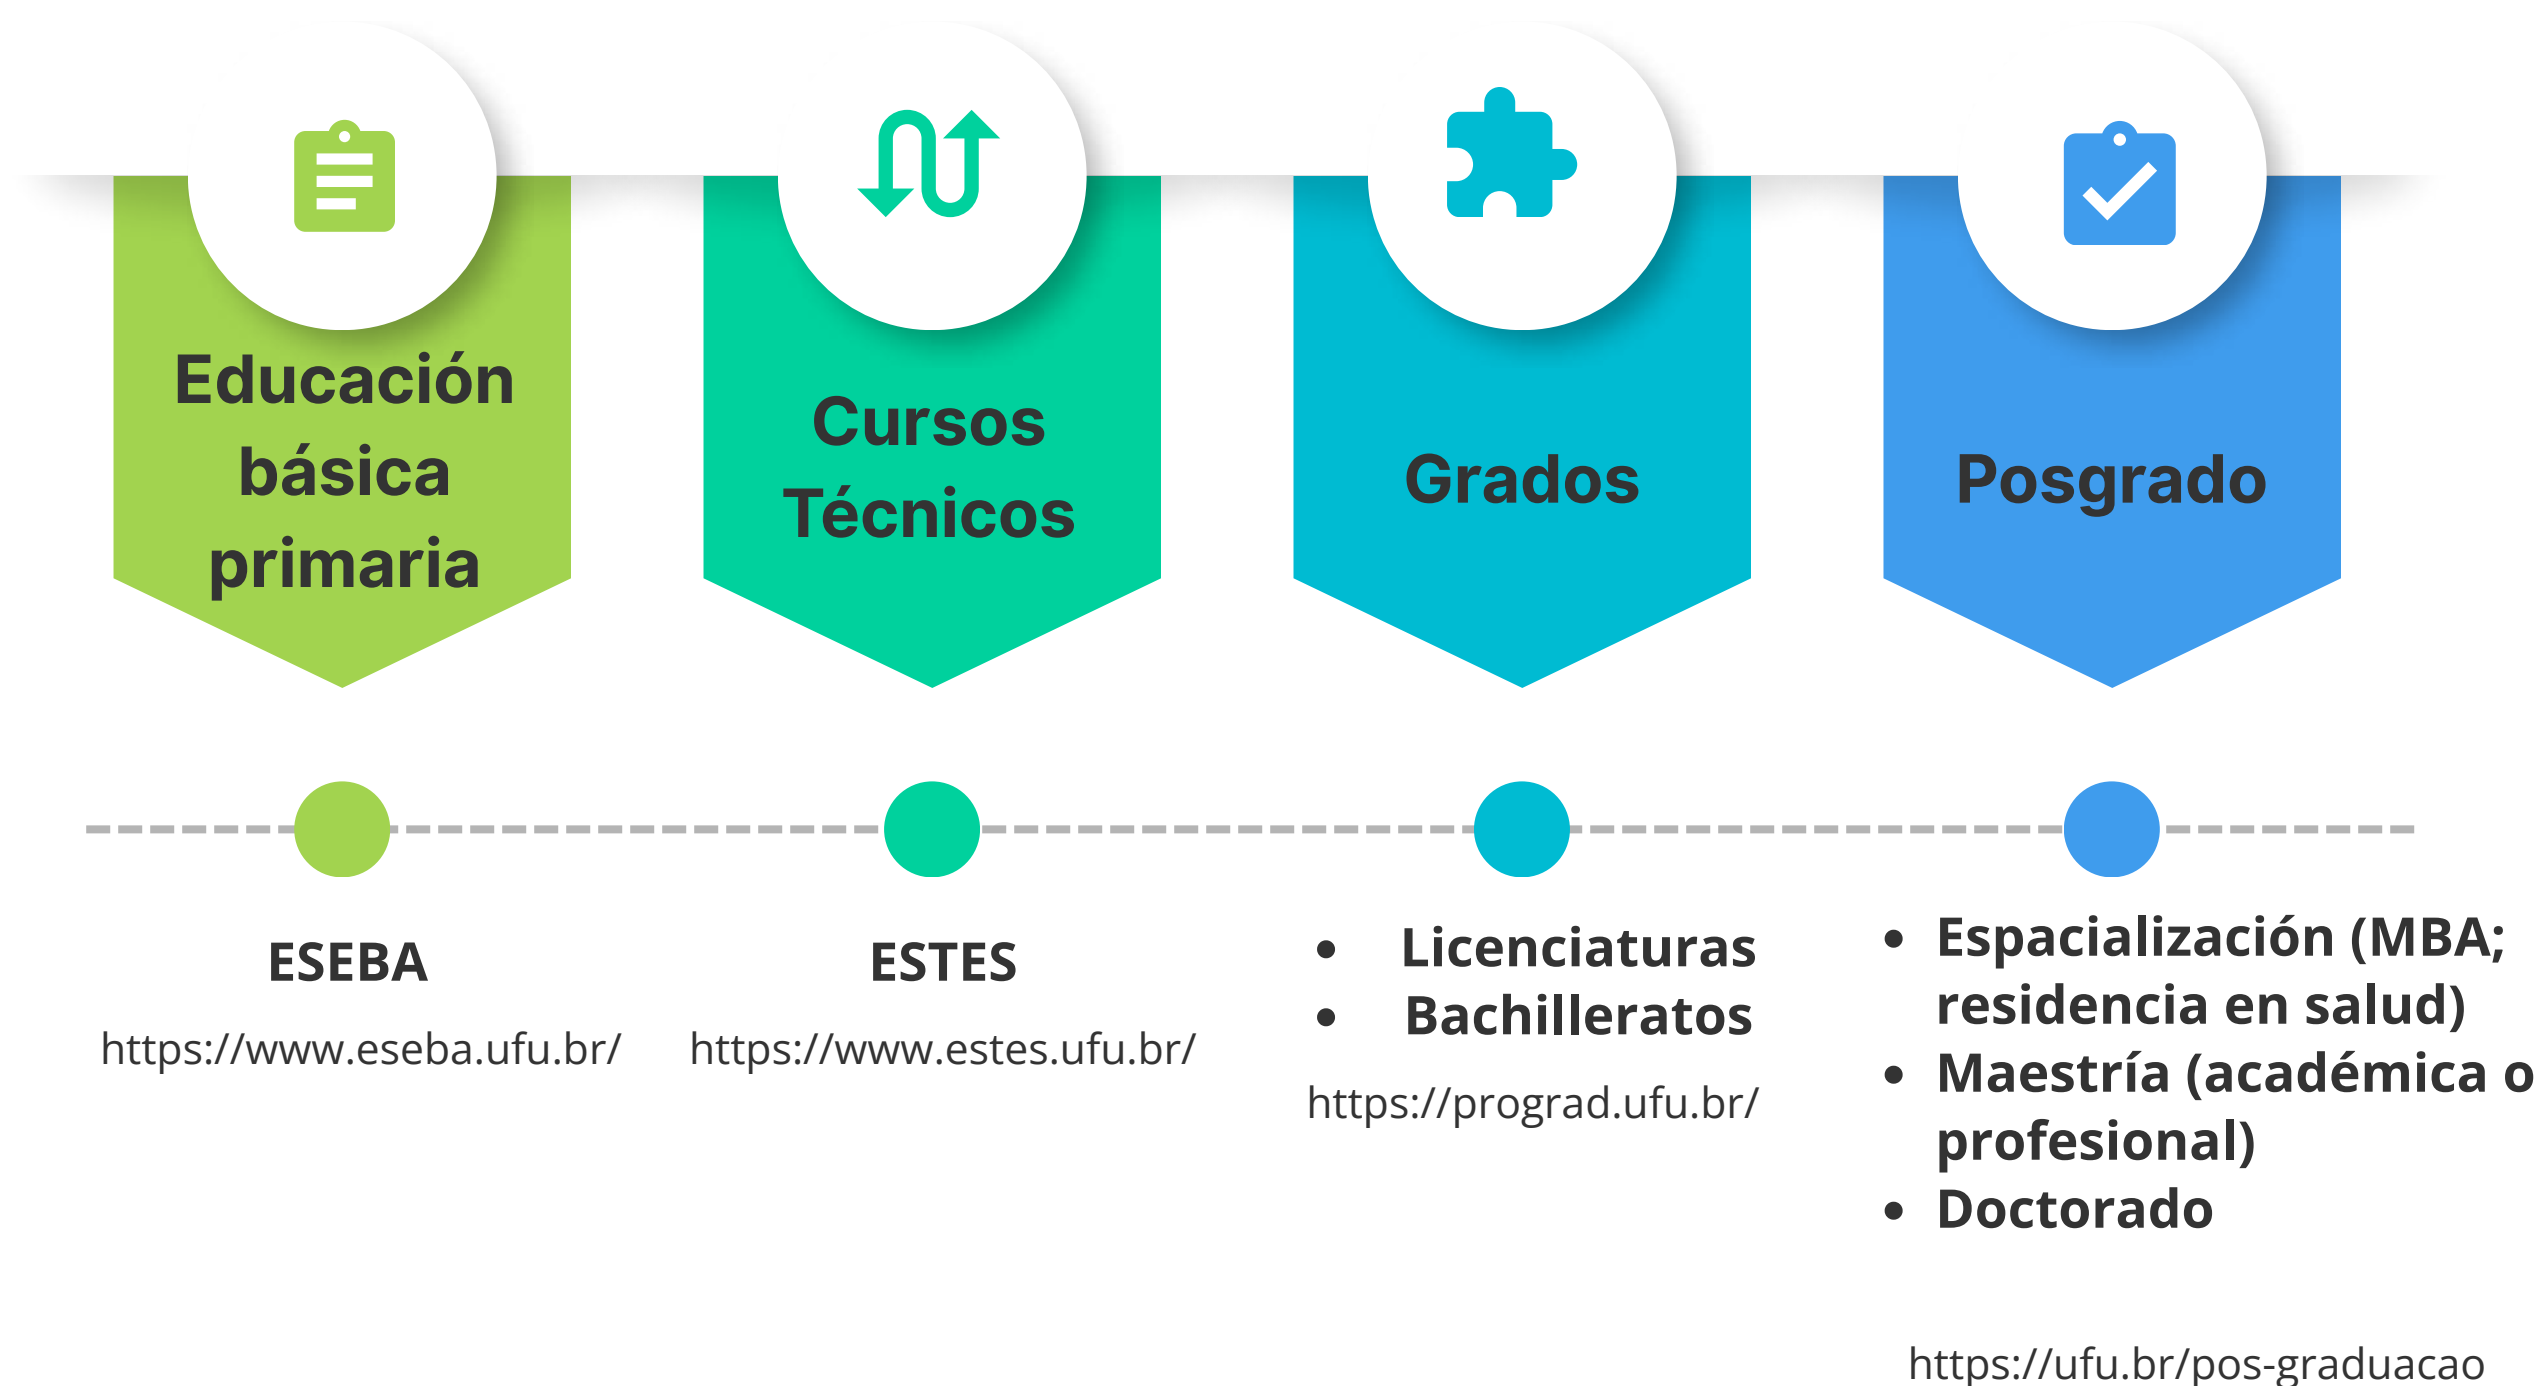 Educación
básica
primaria
Cursos
Técnicos
Grados
Posgrado
ESEBA
https://www.eseba.ufu.br/
ESTES
https://www.estes.ufu.br/
• Licenciaturas
• Bachilleratos
https://prograd.ufu.br/
• Espacialización (MBA;
residencia en salud)
• Maestría (académica o
profesional)
• Doctorado
https://ufu.br/pos-graduacao